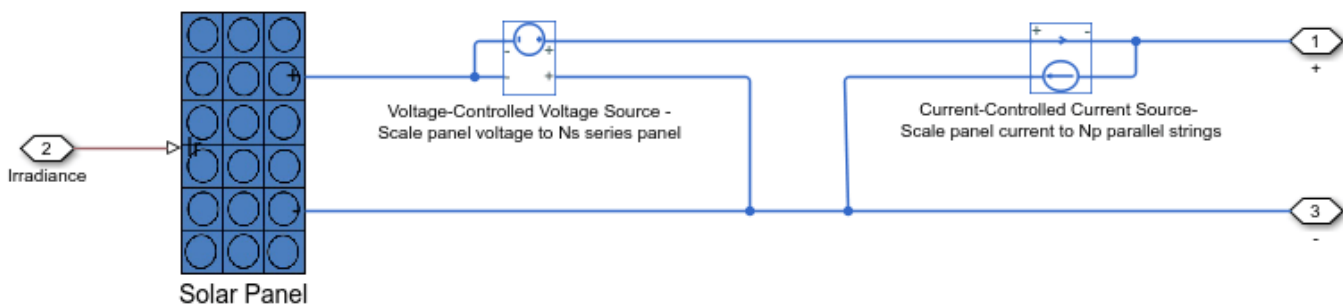 1
+
Voltage-Controlled Voltage Source -
Scale panel voltage to Ns series panel
Current-Controlled Current Source-
Scale panel current to Np parallel strings
2
Irradiance
Ir
+
-
3
-
Solar Panel
- +
- +
+ -